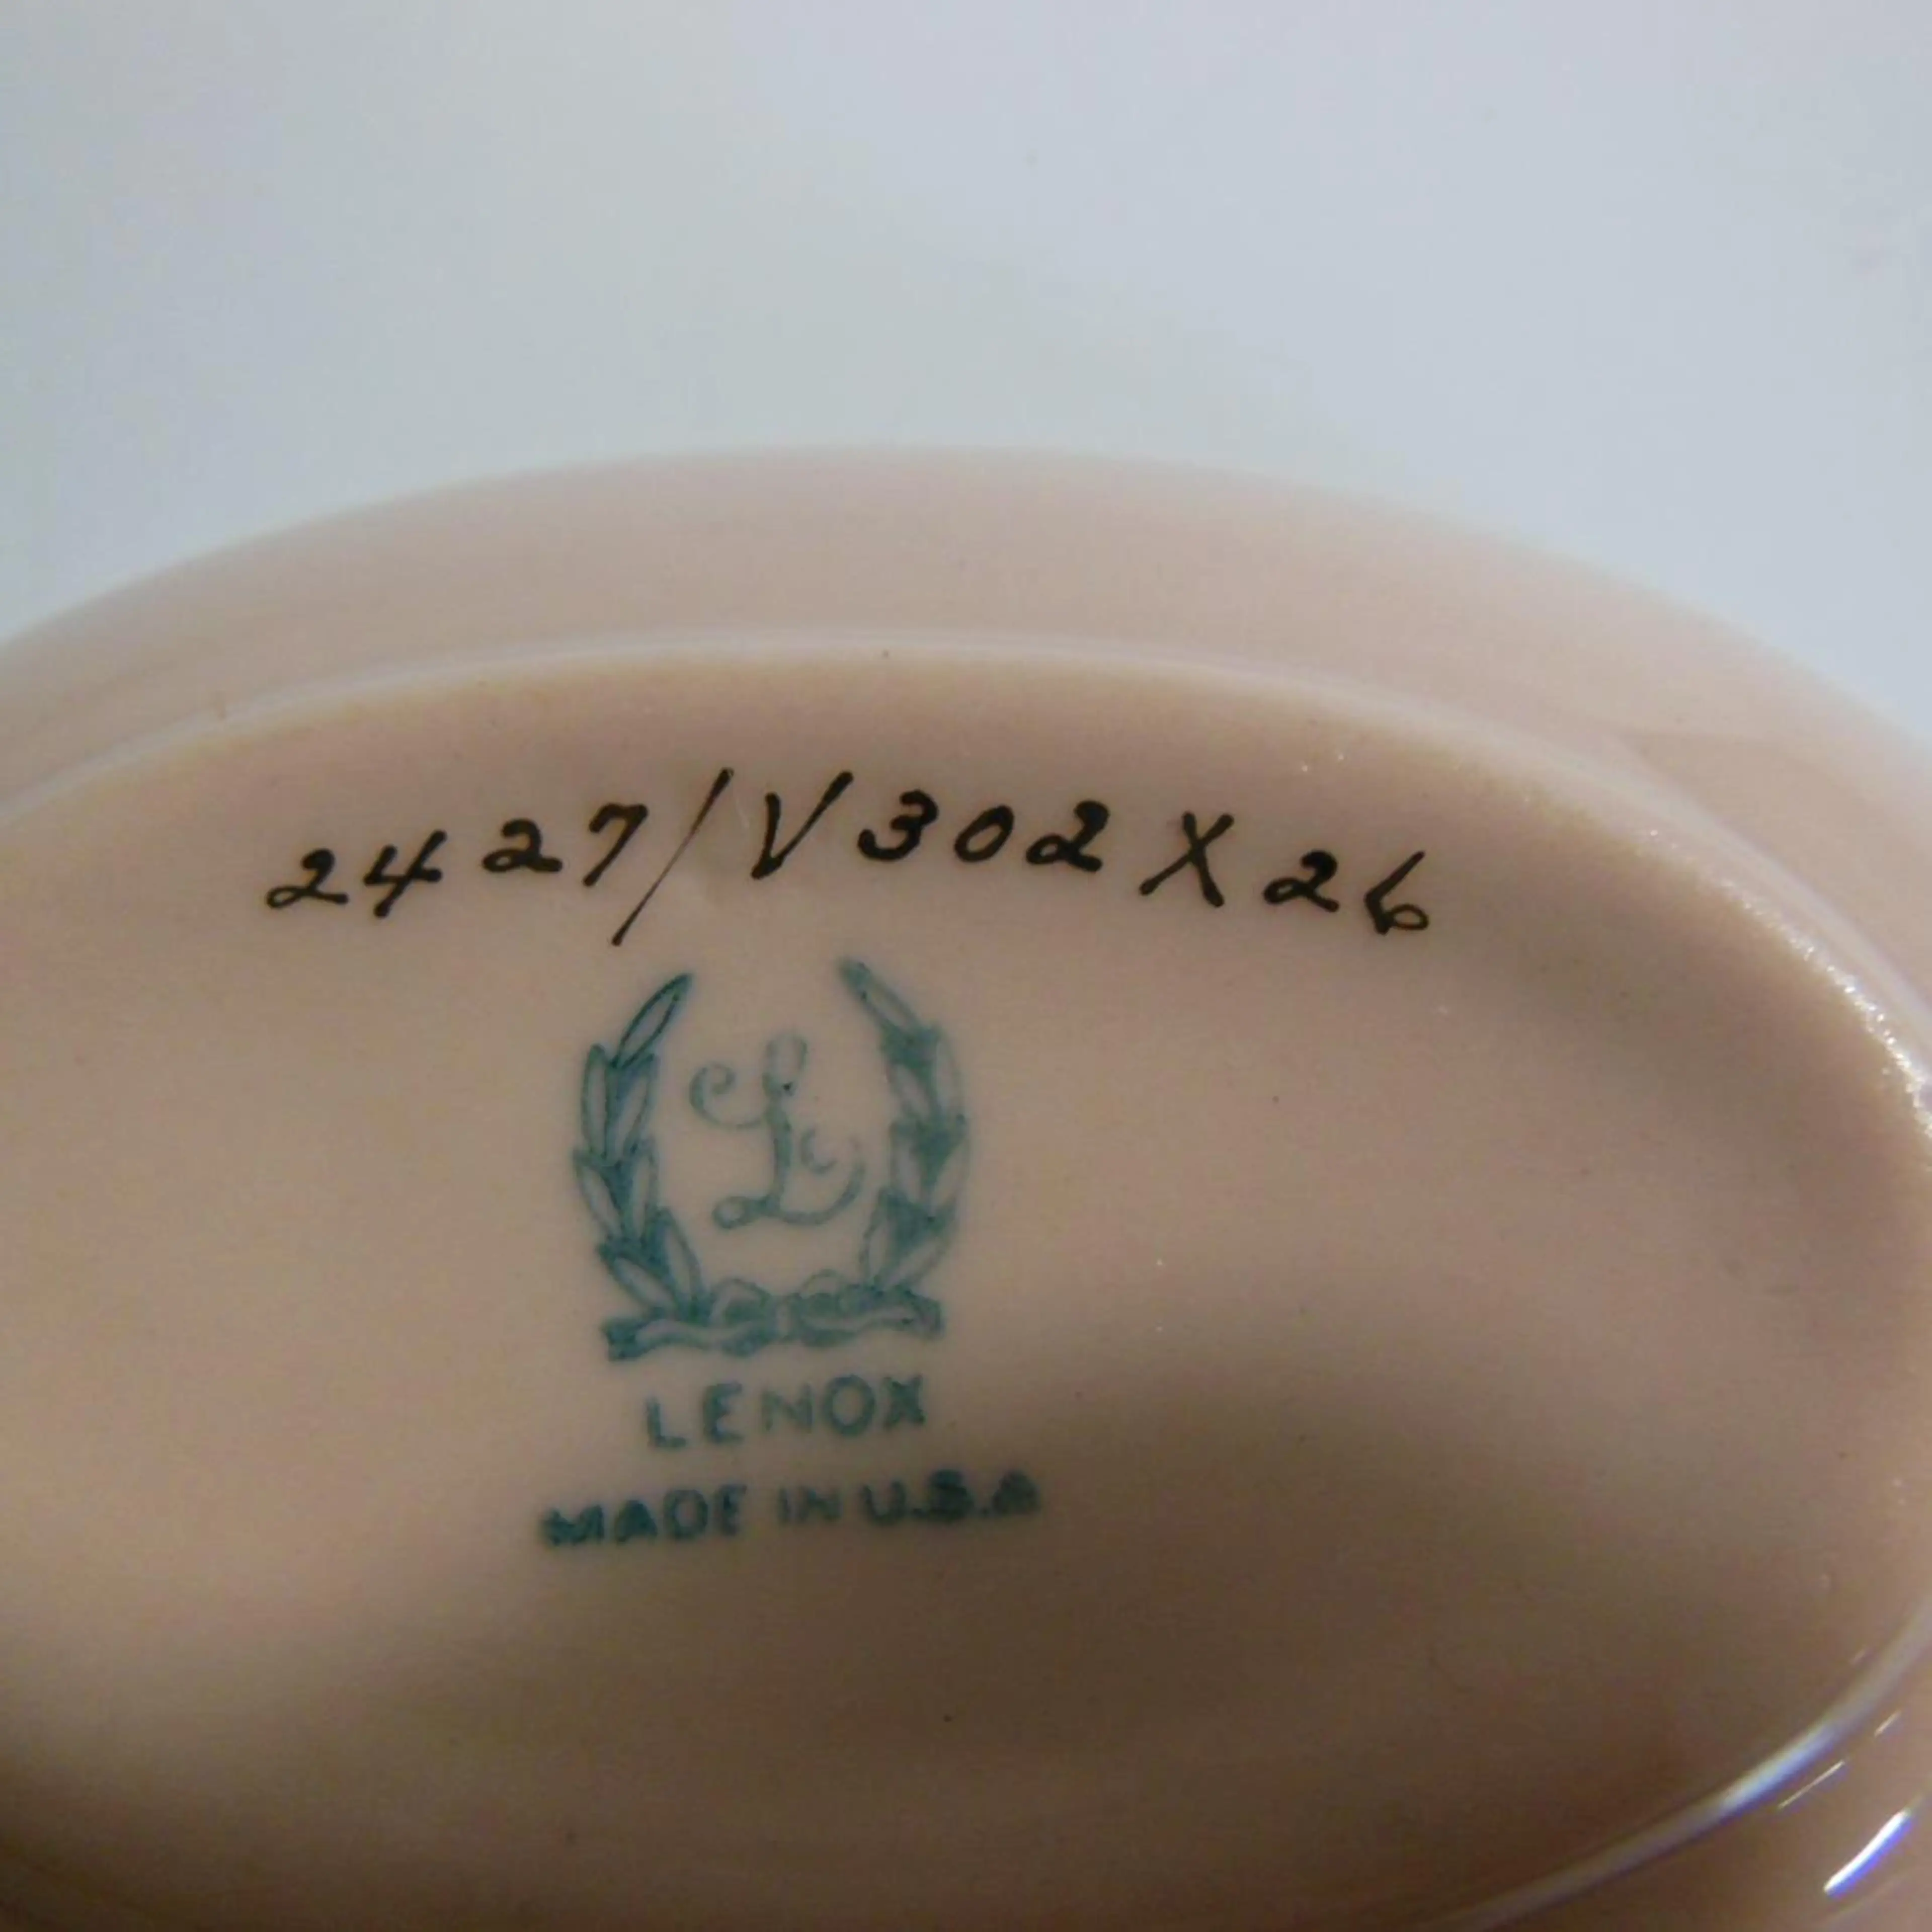 2427/V302X26
L
LENOX
MADE IN U.S.A